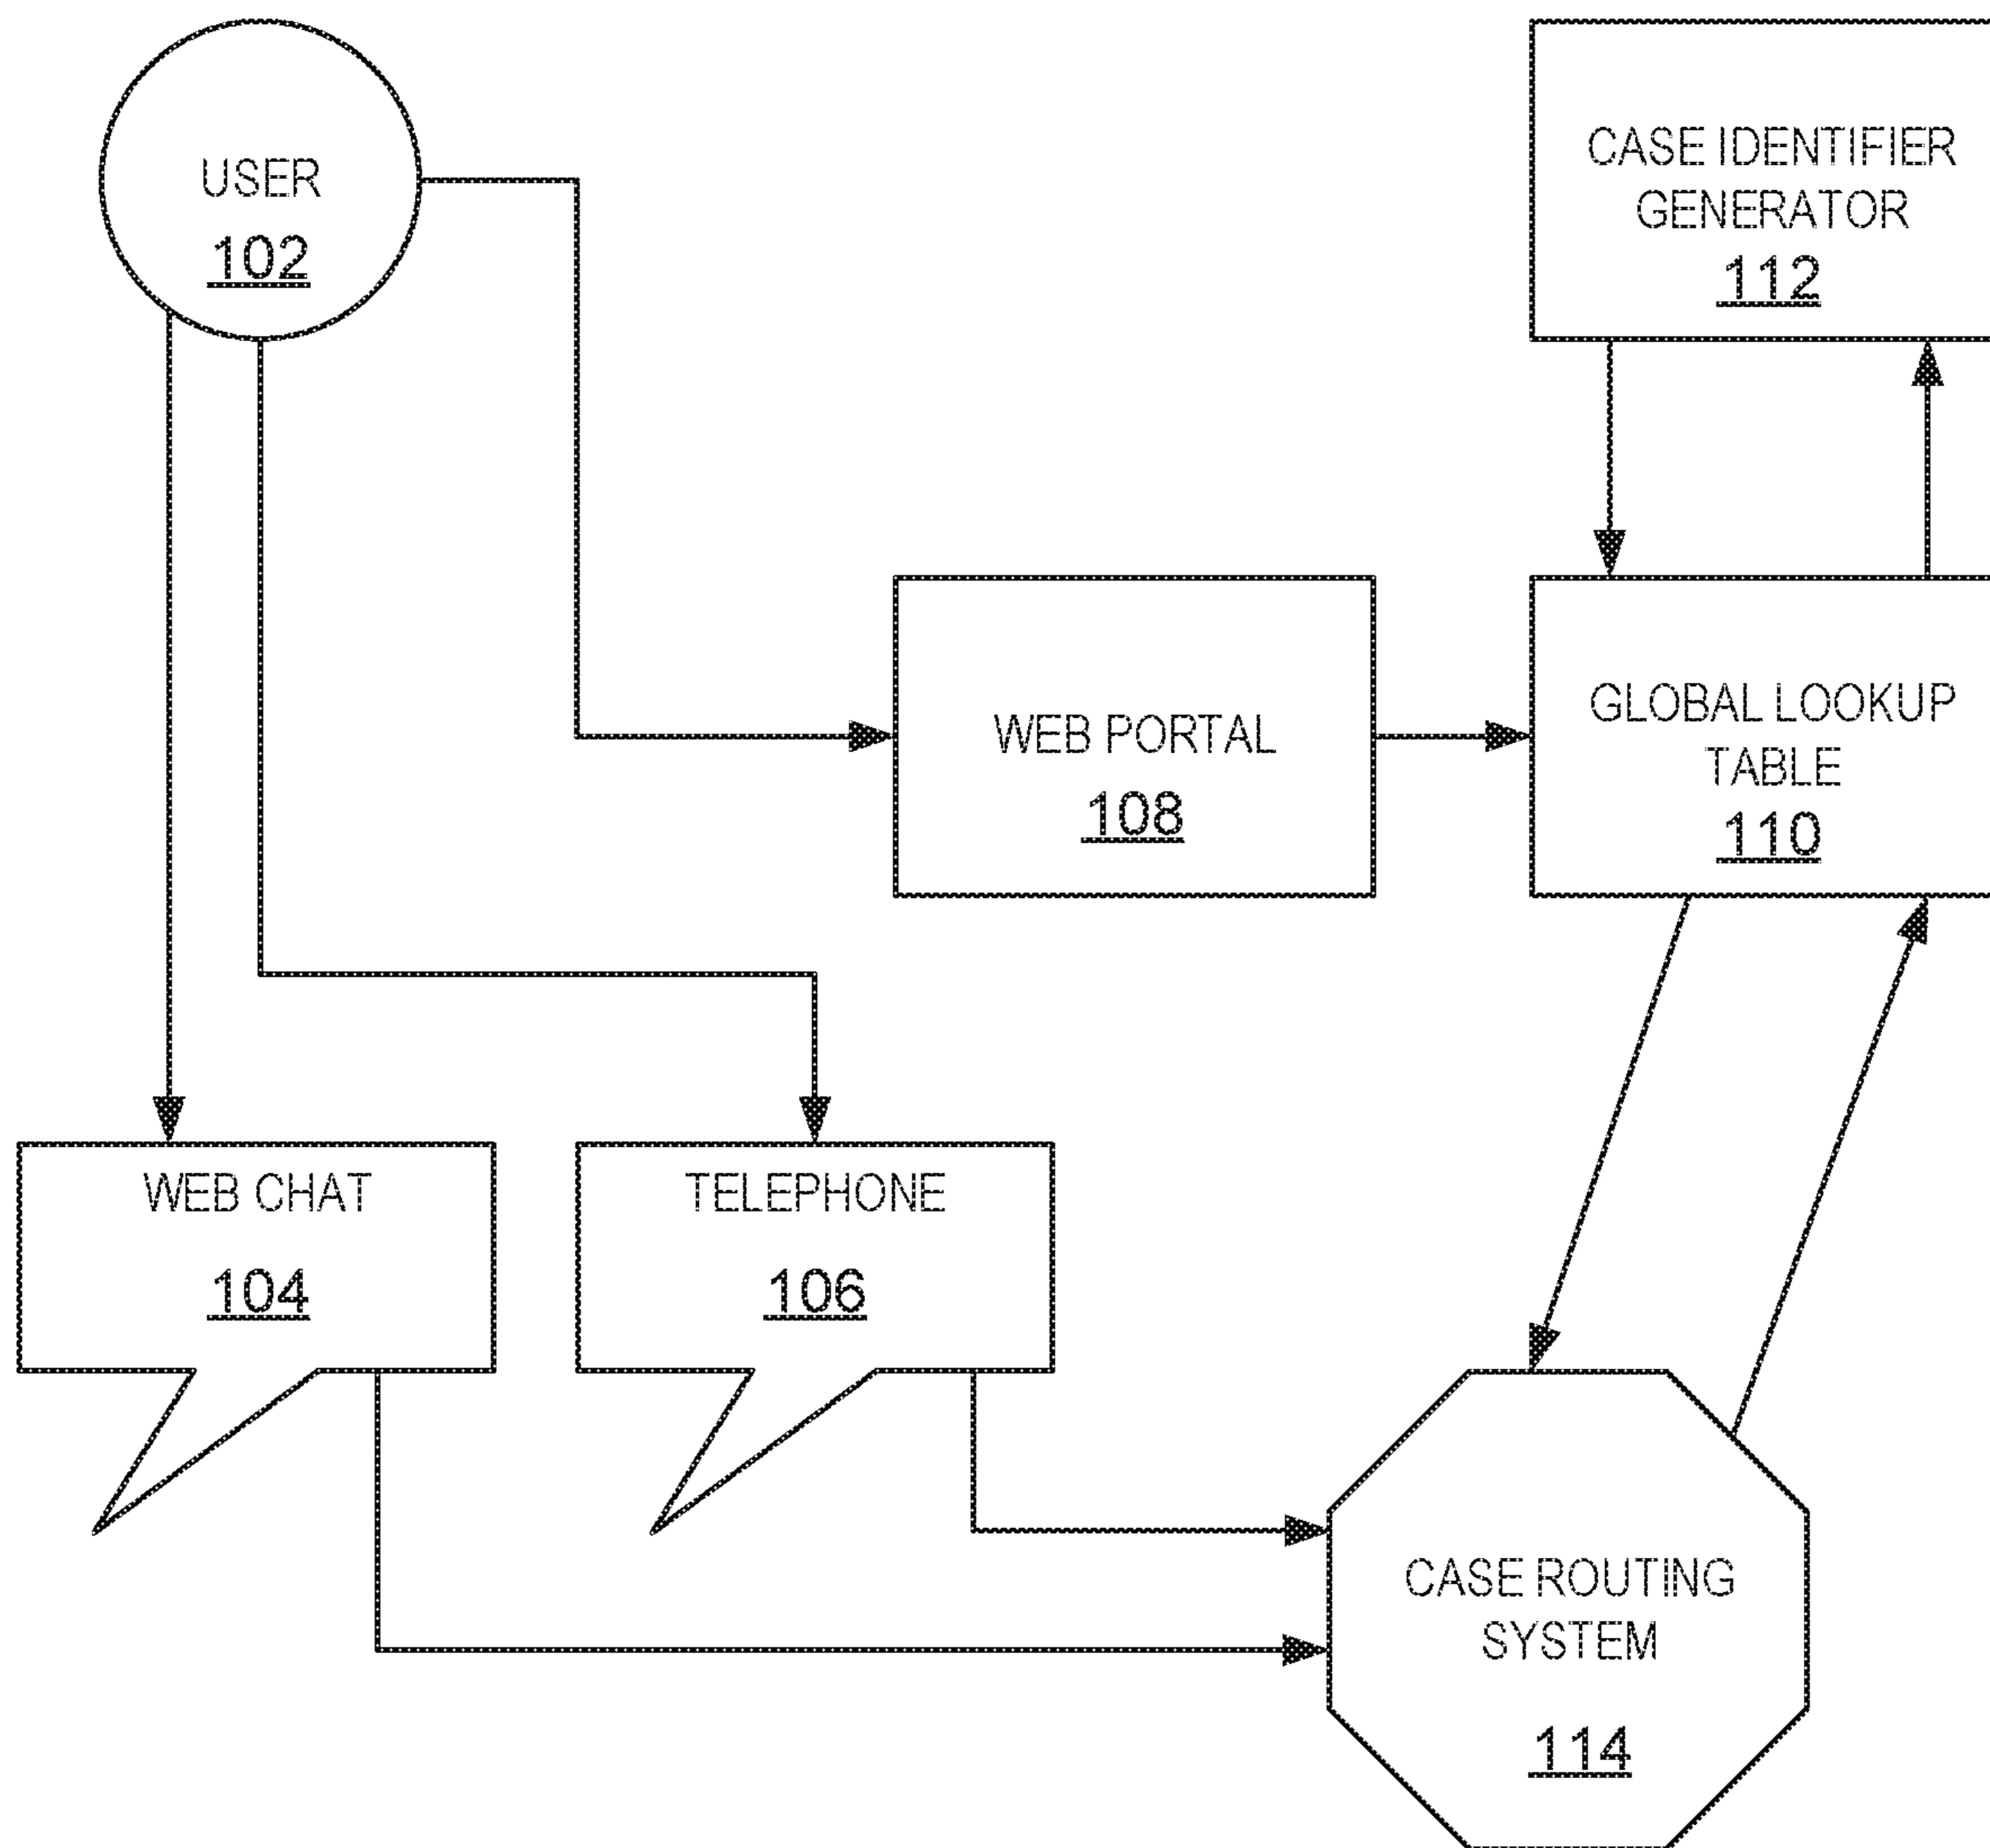 USER
102
CASE IDENTIFIER
GENERATOR
112
WEB PORTAL
108
GLOBAL LOOKUP
TABLE
110
WEB CHAT
104
TELEPHONE
106
CASE ROUTING
SYSTEM
114